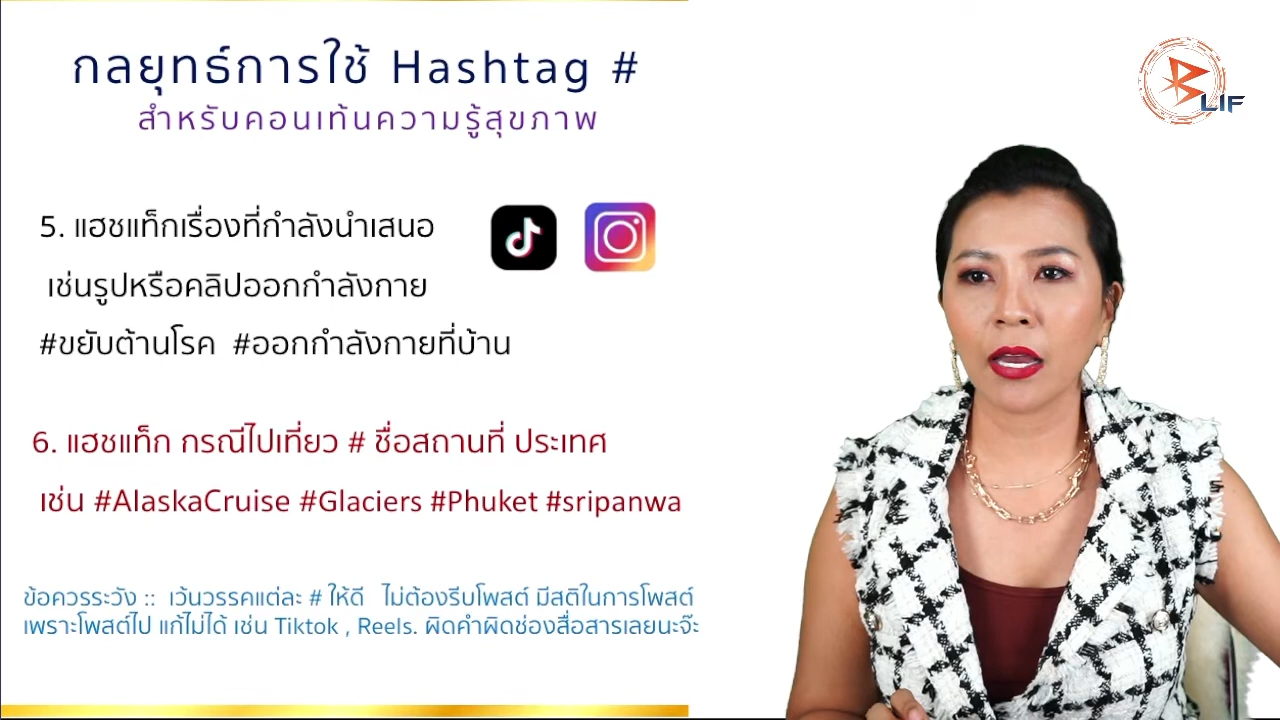 กลยุทธ์การใช้ Hashtag #
สำหรับคอนเท้นความรู้สุขภาพ
5. แฮชแท็กเรื่องที่กำลังนำเสนอ
เช่นรูปหรือคลิปออกกำลังกาย
#ขยับต้านโรค #ออกกำลังกายที่บ้าน
6. แฮชแท็ก กรณีไปเที่ยว # ชื่อสถานที่ ประเทศ
เช่น #AlaskaCruise #Glaciers #Phuket #sripanwa
ข้อควรระวัง :: เว้นวรรคแต่ละ # ให้ดี ไม่ต้องรีบโพสต์ มีสติในการโพสต์
เพราะโพสต์ไป แก้ไม่ได้ เช่น Tiktok , Reels. ผิดคำผิดช่องสื่อสารเลยนะจ๊ะ
B LIF